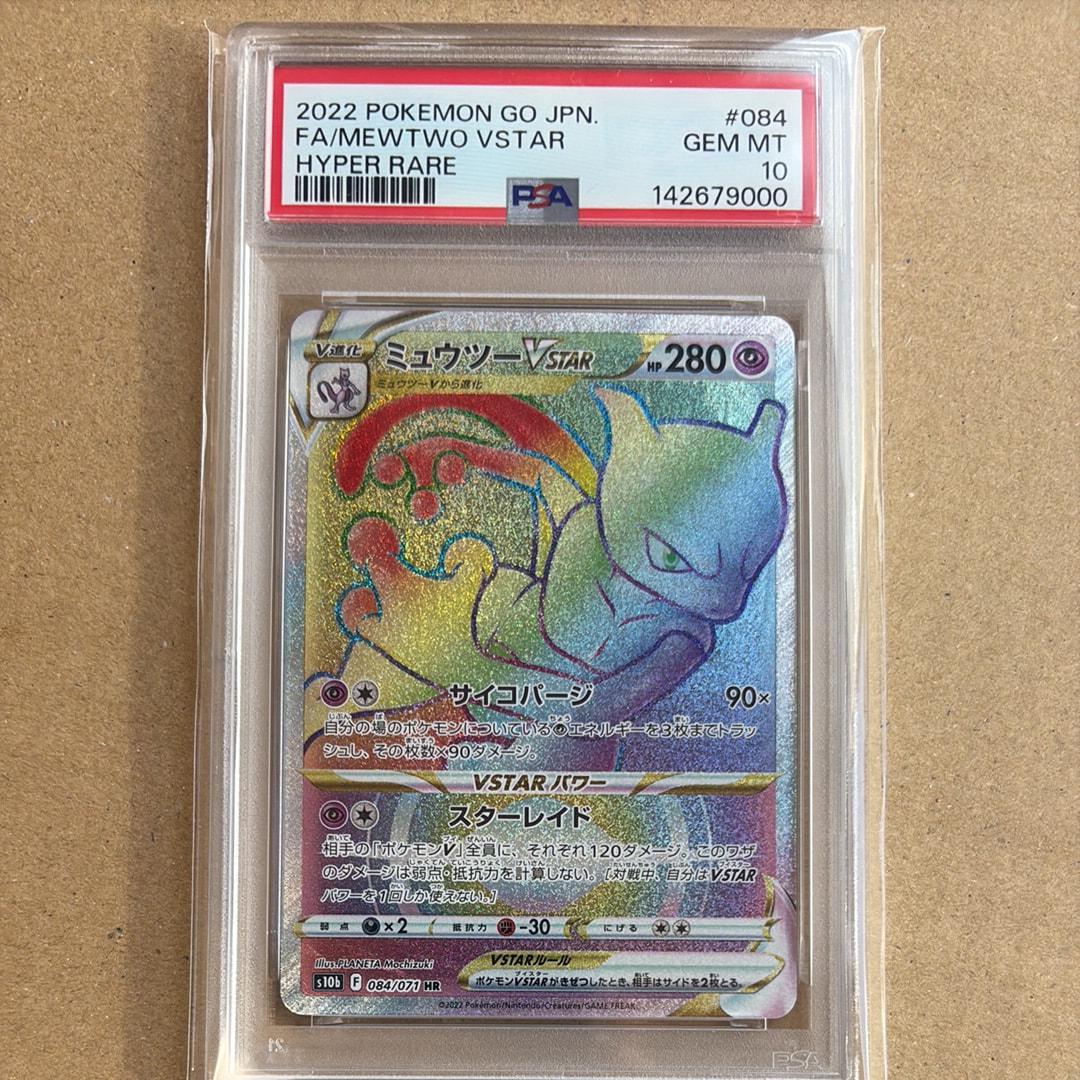 2022 POKEMON GO JPN. #084
FA/MEWTWO VSTAR GEM MT
HYPER RARE 10
PSA 142679000
V進化 ミュウツーVSTAR HP280
ミュウツーVから進化
サイコパージ 90×
自分の場のポケモンについているエネルギーを3枚までトラッ
シュし、その枚数×90ダメージ。
VSTARパワー
スターレイド
相手の「ポケモンV」全員に、それぞれ120ダメージ。このワザ
のダメージは弱点・抵抗力を計算しない。[対戦中、自分はVSTAR
パワーを1回しか使えない。]
弱点 ×2 抵抗力 -30 にげる
Illus.PLANETA Mochizuki VSTARルール
s10b F 084/071 HR ポケモンVSTARがきぜつしたとき、相手はサイドを2枚とる。
©2022 Pokémon/Nintendo/Creatures/GAME FREAK.
21 PSA